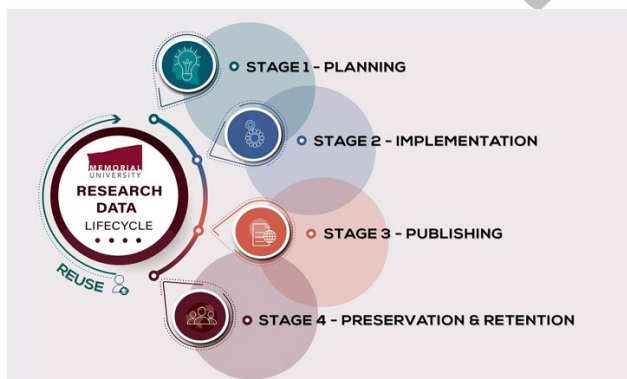 STAGE 1 - PLANNING
STAGE 2 - IMPLEMENTATION
MEMORIAL
UNIVERSITY
RESEARCH
DATA
LIFECYCLE
STAGE 3 - PUBLISHING
REUSE
STAGE 4 - PRESERVATION & RETENTION